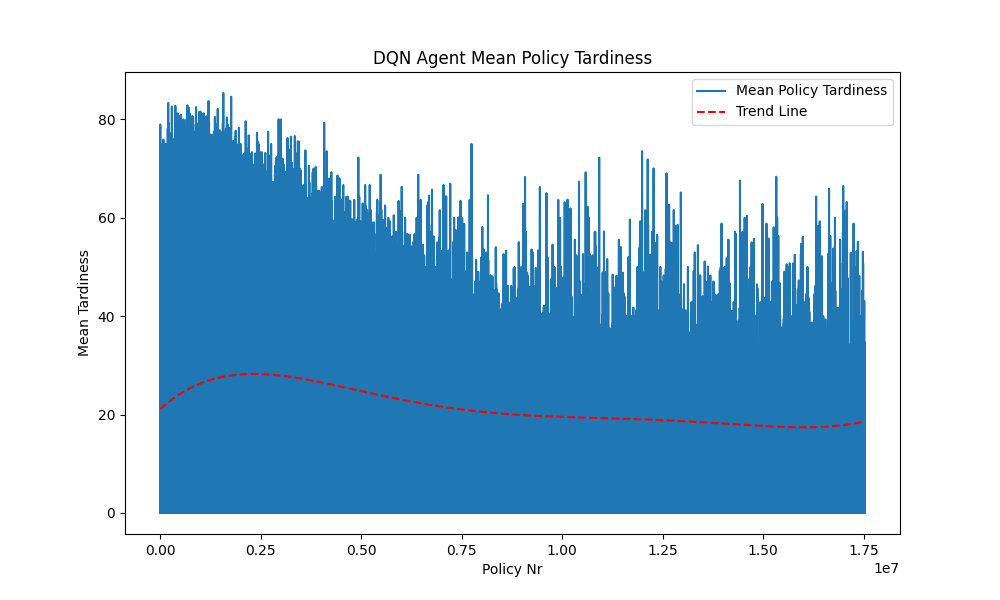 DQN Agent Mean Policy Tardiness
Mean Policy Tardiness
Trend Line
Mean Tardiness
80
60
40
20
0
0.00 0.25 0.50 0.75 1.00 1.25 1.50 1.75
1e7
Policy Nr